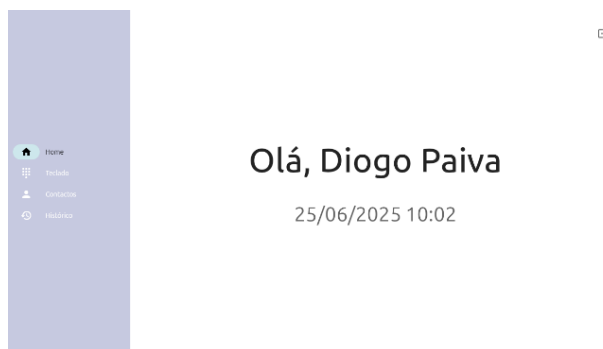 Home
Teclado
Contactos
Histórico
Olá, Diogo Paiva
25/06/2025 10:02